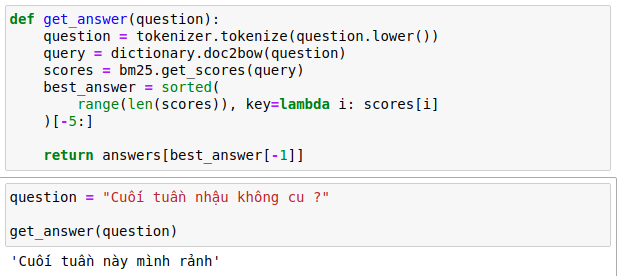 def get_answer(question):
    question = tokenizer.tokenize(question.lower())
    query = dictionary.doc2bow(question)
    scores = bm25.get_scores(query)
    best_answer = sorted(
        range(len(scores)), key=lambda i: scores[i]
    )[-5:]

    return answers[best_answer[-1]]
question = "Cuối tuần nhậu không cu ?"

get_answer(question)
'Cuối tuần này mình rảnh'